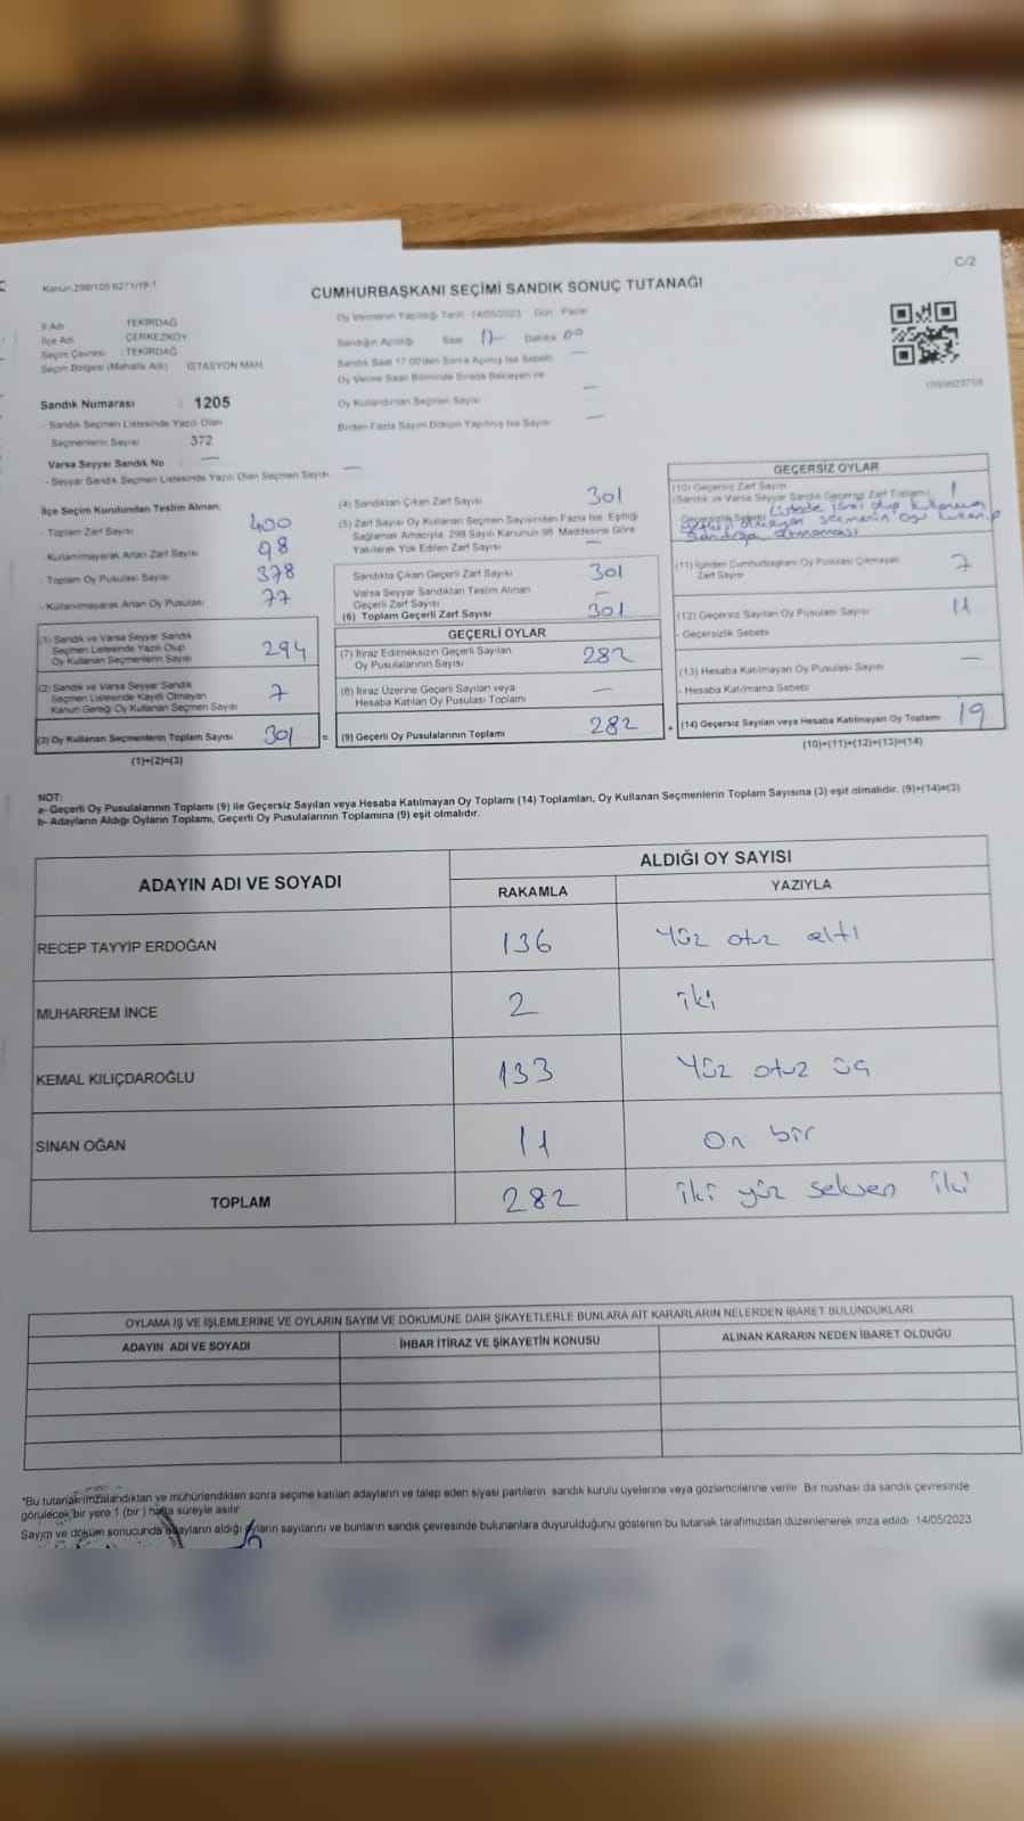 C/2
Kanun 298/105
CUMHURBAŞKANI SEÇİMİ SANDIK SONUÇ TUTANAĞI
İl Adı TEKİRDAĞ
İlçe Adı ÇERKEZKÖY
Seçim Çevresi : TEKİRDAĞ
Seçim Bölgesi (Mahalle Adı) İSTASYON MAH.
Sandık Numarası : 1205
- Sandık Seçmen Listesinde Yazılı Olan
Seçmenlerin Sayısı 372
Varsa Seyyar Sandık No —
- Seyyar Sandık Seçmen Listesinde Yazılı Olan Seçmen Sayısı —
Oy Vermenin Yapıldığı Tarih 14/05/2023 Gün Pazar
Sandığın Açıldığı Saat 17 Dakika 00
Sandık Saat 17.00'den Sonra Açılmış İse Sebebi —
Oy Verme Saati Bitiminde Sırada Bekleyen ve
Oy Kullandırılan Seçmen Sayısı —
Birden Fazla Sayım Döküm Yapılmış İse Sayısı —
İlçe Seçim Kurulundan Teslim Alınan;
- Toplam Zarf Sayısı 400
Kullanılmayarak Artan Zarf Sayısı 98
- Toplam Oy Pusulası Sayısı 378
- Kullanılmayarak Artan Oy Pusulası 77
(1) Sandık ve Varsa Seyyar Sandık
Seçmen Listesinde Yazılı Olup
Oy Kullanan Seçmenlerin Sayısı 294
(2) Sandık ve Varsa Seyyar Sandık
Seçmen Listesinde Kayıtlı Olmayan
Kanun Gereği Oy Kullanan Seçmen Sayısı 7
(3) Oy Kullanan Seçmenlerin Toplam Sayısı 301
(1)+(2)=(3)
(4) Sandıktan Çıkan Zarf Sayısı 301
(5) Zarf Sayısı Oy Kullanan Seçmen Sayısından Fazla İse, Eşitliği
Sağlamak Amacıyla, 298 Sayılı Kanunun 98. Maddesine Göre
Yakılarak Yok Edilen Zarf Sayısı —
Sandıkta Çıkan Geçerli Zarf Sayısı 301
Varsa Seyyar Sandıktan Teslim Alınan
Geçerli Zarf Sayısı —
(6) Toplam Geçerli Zarf Sayısı 301
GEÇERLİ OYLAR
(7) İtiraz Edilmeksizin Geçerli Sayılan
Oy Pusulalarının Sayısı 282
(8) İtiraz Üzerine Geçerli Sayılan veya
Hesaba Katılan Oy Pusulası Toplamı —
= (9) Geçerli Oy Pusulalarının Toplamı 282 +
GEÇERSİZ OYLAR
(10) Geçersiz Zarf Sayısı 1
(Sandık ve Varsa Seyyar Sandık Geçersiz Zarf Toplamı)
Listede ismi olup
olmayan seçmenin oyu
(11) İçinden Cumhurbaşkanı Oy Pusulası Çıkmayan
Zarf Sayısı 7
(12) Geçersiz Sayılan Oy Pusulası Sayısı 11
- Geçersizlik Sebebi
(13) Hesaba Katılmayan Oy Pusulası Sayısı —
- Hesaba Katılmama Sebebi
(14) Geçersiz Sayılan veya Hesaba Katılmayan Oy Toplamı 19
(10)+(11)+(12)+(13)=(14)
NOT:
a- Geçerli Oy Pusulalarının Toplamı (9) ile Geçersiz Sayılan veya Hesaba Katılmayan Oy Toplamı (14) Toplamları, Oy Kullanan Seçmenlerin Toplam Sayısına (3) eşit olmalıdır. (9)+(14)=(3)
b- Adayların Aldığı Oyların Toplamı, Geçerli Oy Pusulalarının Toplamına (9) eşit olmalıdır.
ADAYIN ADI VE SOYADI
ALDIĞI OY SAYISI
RAKAMLA YAZIYLA
RECEP TAYYİP ERDOĞAN 136 Yüz otuz altı
MUHARREM İNCE 2 iki
KEMAL KILIÇDAROĞLU 133 Yüz otuz üç
SİNAN OĞAN 11 On bir
TOPLAM 282 iki yüz seksen iki
OYLAMA İŞ VE İŞLEMLERİNE VE OYLARIN SAYIM VE DÖKÜMÜNE DAİR ŞİKAYETLERLE BUNLARA AİT KARARLARIN NELERDEN İBARET BULUNDUKLARI
ADAYIN ADI VE SOYADI İHBAR İTİRAZ VE ŞİKAYETİN KONUSU ALINAN KARARIN NEDEN İBARET OLDUĞU
*Bu tutanak imzalandıktan ve mühürlendikten sonra seçime katılan adayların ve talep eden siyasi partilerin sandık kurulu üyelerine veya gözlemcilerine verilir. Bir nüshası da sandık çevresinde
görülecek bir yere 1 (bir) hafta süreyle asılır.
Sayım ve döküm sonucunda adayların aldığı oyların sayılarını ve bunların sandık çevresinde bulunanlara duyurulduğunu gösteren bu tutanak tarafımızdan düzenlenerek imza edildi. 14/05/2023